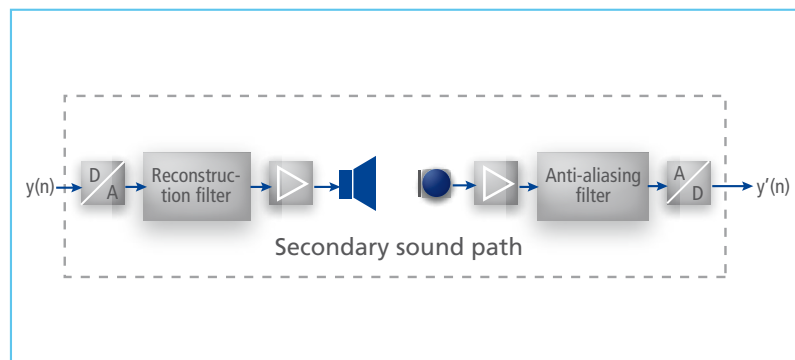 y(n)
D
A
Reconstruc-
tion filter
Anti-aliasing
filter
A
D
y’(n)
Secondary sound path